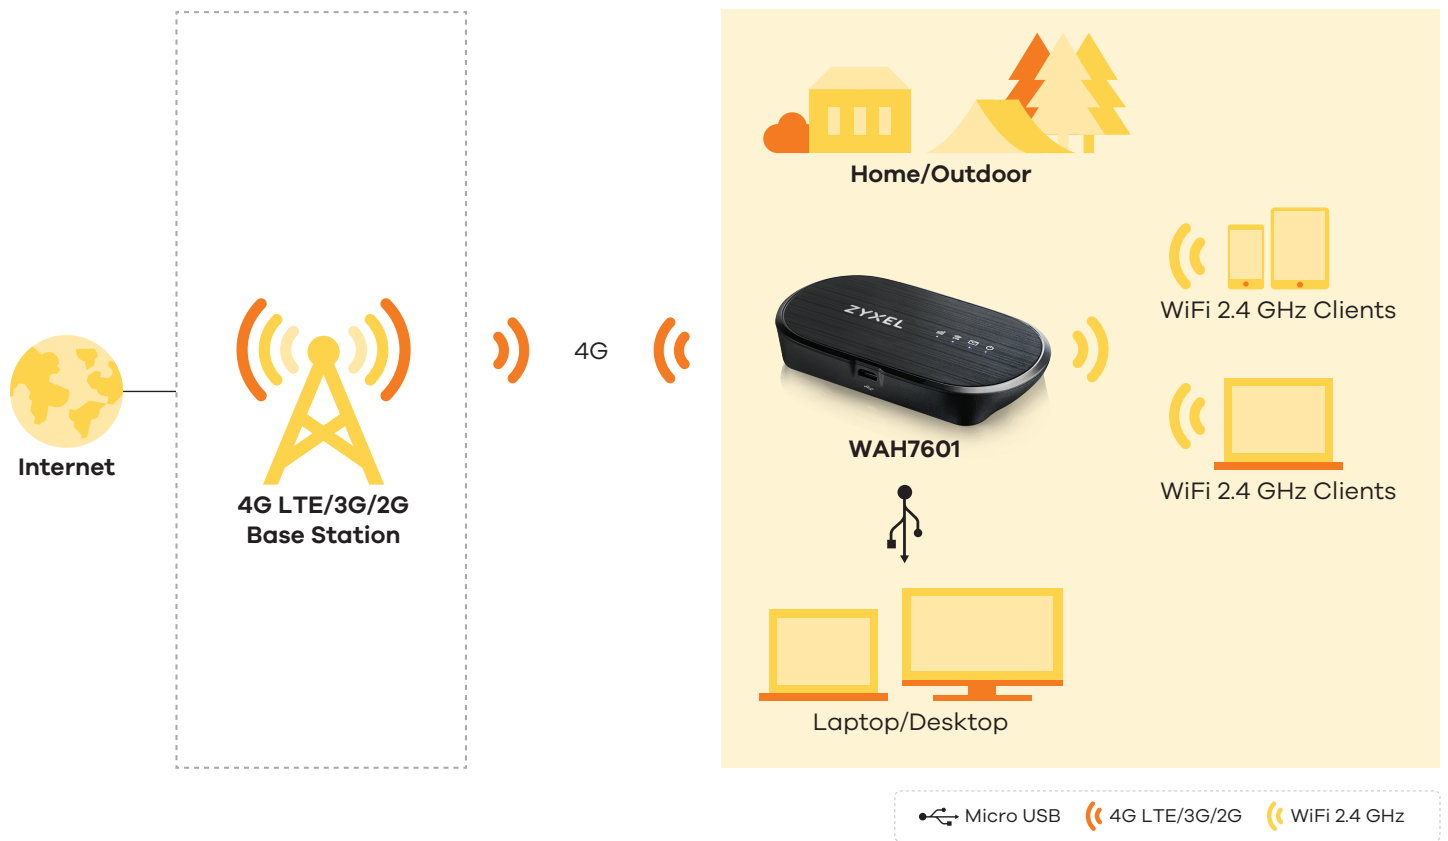 Home/Outdoor
WiFi 2.4 GHz Clients
ZYXEL
4G
WAH7601
Internet
WiFi 2.4 GHz Clients
4G LTE/3G/2G
Base Station
Laptop/Desktop
Micro USB
4G LTE/3G/2G
WiFi 2.4 GHz